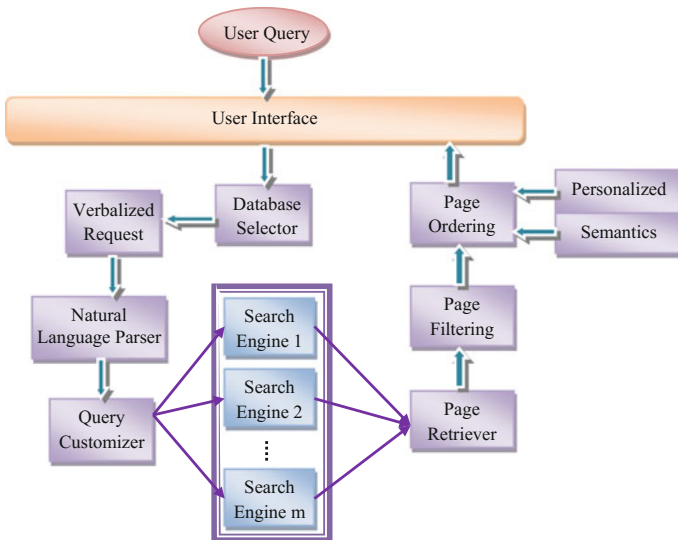 User Query
User Interface
Database
Selector
Verbalized
Request
Natural
Language Parser
Query
Customizer
Search
Engine 1
Search
Engine 2
Search
Engine m
Page
Retriever
Page
Filtering
Page
Ordering
Personalized
Semantics